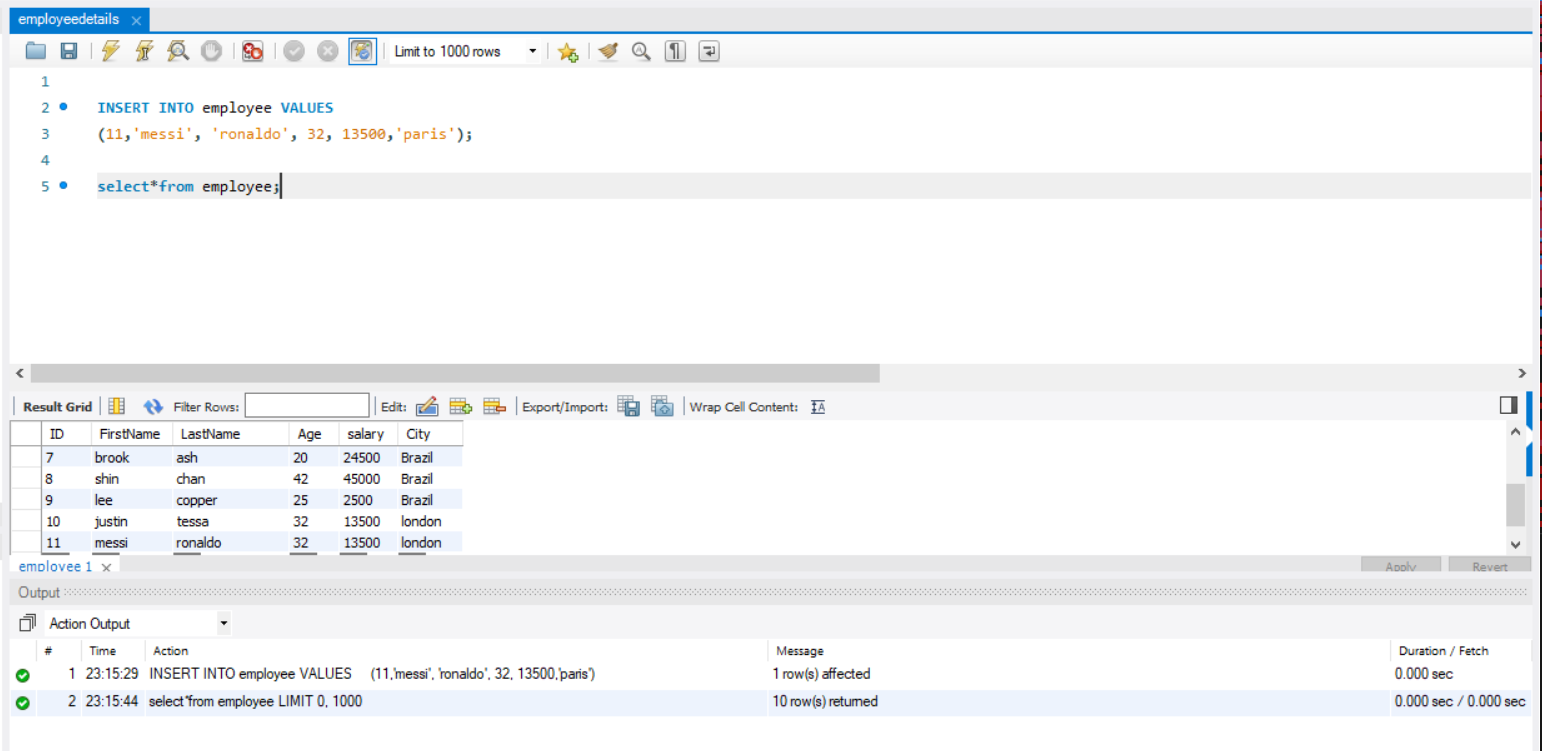 employeedetails
Limit to 1000 rows
1
2 INSERT INTO employee VALUES
3 (11,'messi', 'ronaldo', 32, 13500,'paris');
4
5 select*from employee;
Result Grid Filter Rows: Edit: Export/Import: Wrap Cell Content:
ID FirstName LastName Age salary City
7 brook ash 20 24500 Brazil
8 shin chan 42 45000 Brazil
9 lee copper 25 2500 Brazil
10 justin tessa 32 13500 london
11 messi ronaldo 32 13500 london
employee 1 Apply Revert
Output
Action Output
# Time Action Message Duration / Fetch
1 23:15:29 INSERT INTO employee VALUES (11,'messi', 'ronaldo', 32, 13500,'paris') 1 row(s) affected 0.000 sec
2 23:15:44 select*from employee LIMIT 0, 1000 10 row(s) returned 0.000 sec / 0.000 sec